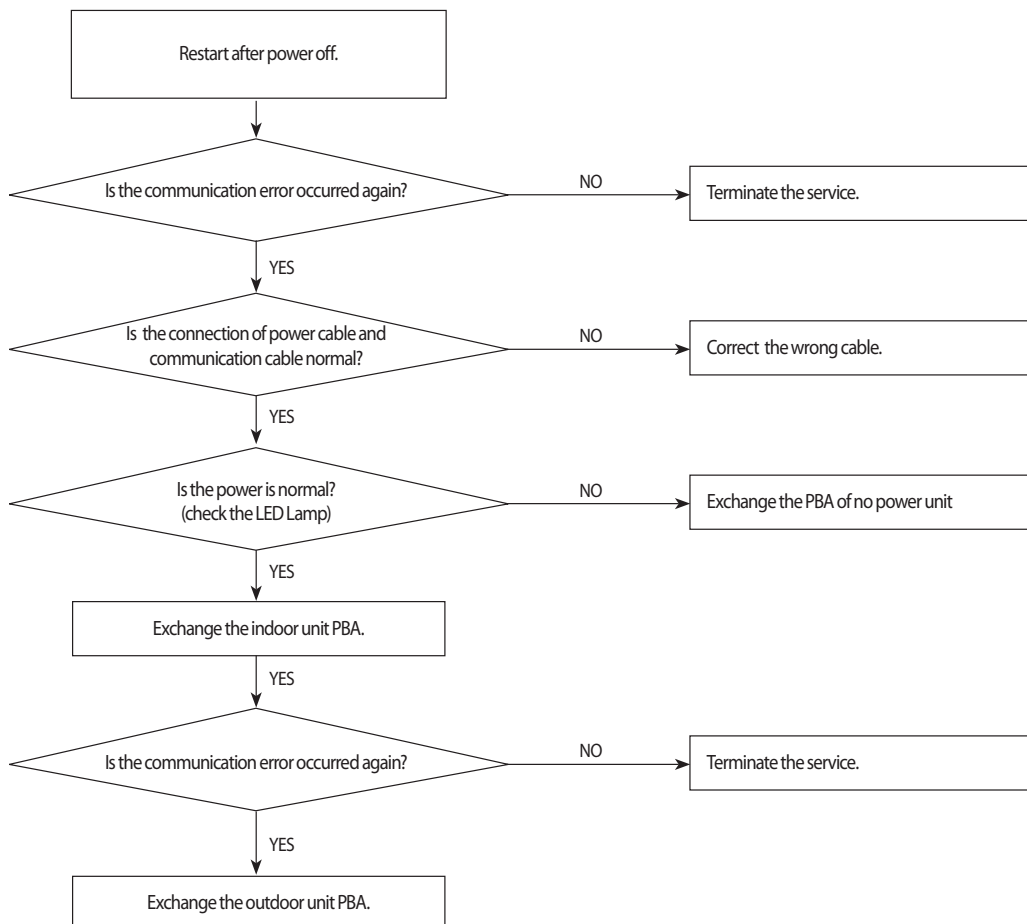 Restart after power off.
Is the communication error occurred again?
NO
Terminate the service.
YES
Is the connection of power cable and
communication cable normal?
NO
Correct the wrong cable.
YES
Is the power is normal?
(check the LED Lamp)
NO
Exchange the PBA of no power unit
YES
Exchange the indoor unit PBA.
YES
Is the communication error occurred again?
NO
Terminate the service.
YES
Exchange the outdoor unit PBA.